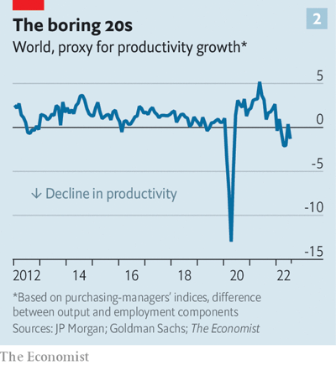 The boring 20s
2
World, proxy for productivity growth*
5
0
↓ Decline in productivity
-5
-10
-15
2012 14 16 18 20 22
*Based on purchasing-managers' indices, difference
between output and employment components
Sources: JP Morgan; Goldman Sachs; The Economist
The Economist